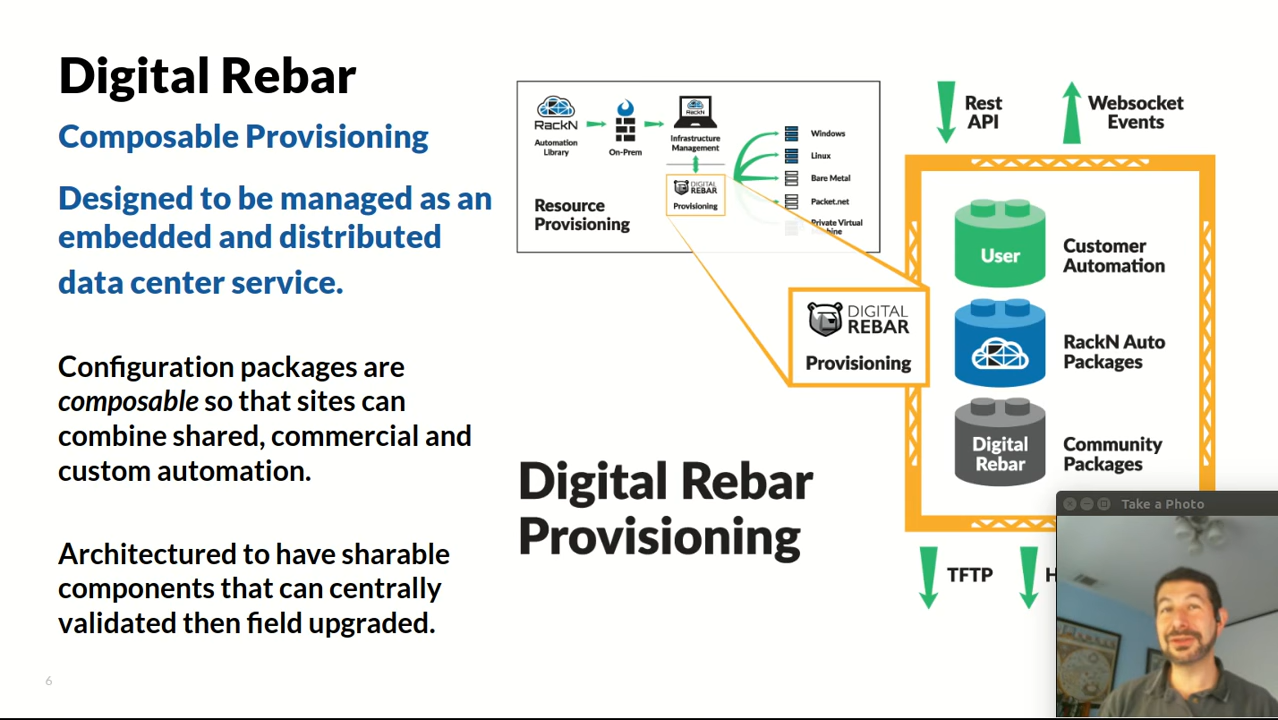 Digital Rebar
Composable Provisioning
Designed to be managed as an
embedded and distributed
data center service.
Configuration packages are
composable so that sites can
combine shared, commercial and
custom automation.
Architectured to have sharable
components that can centrally
validated then field upgraded.
6
RackN
Automation
Library
On-Prem
RackN
Infrastructure
Management
DIGITAL
REBAR
Provisioning
Resource
Provisioning
Windows
Linux
Bare Metal
Packet.net
Private Virtual
DIGITAL
REBAR
Provisioning
Digital Rebar
Provisioning
Rest
API
Websocket
Events
User
Customer
Automation
RackN Auto
Packages
Digital
Rebar
Community
Packages
TFTP
H
Take a Photo